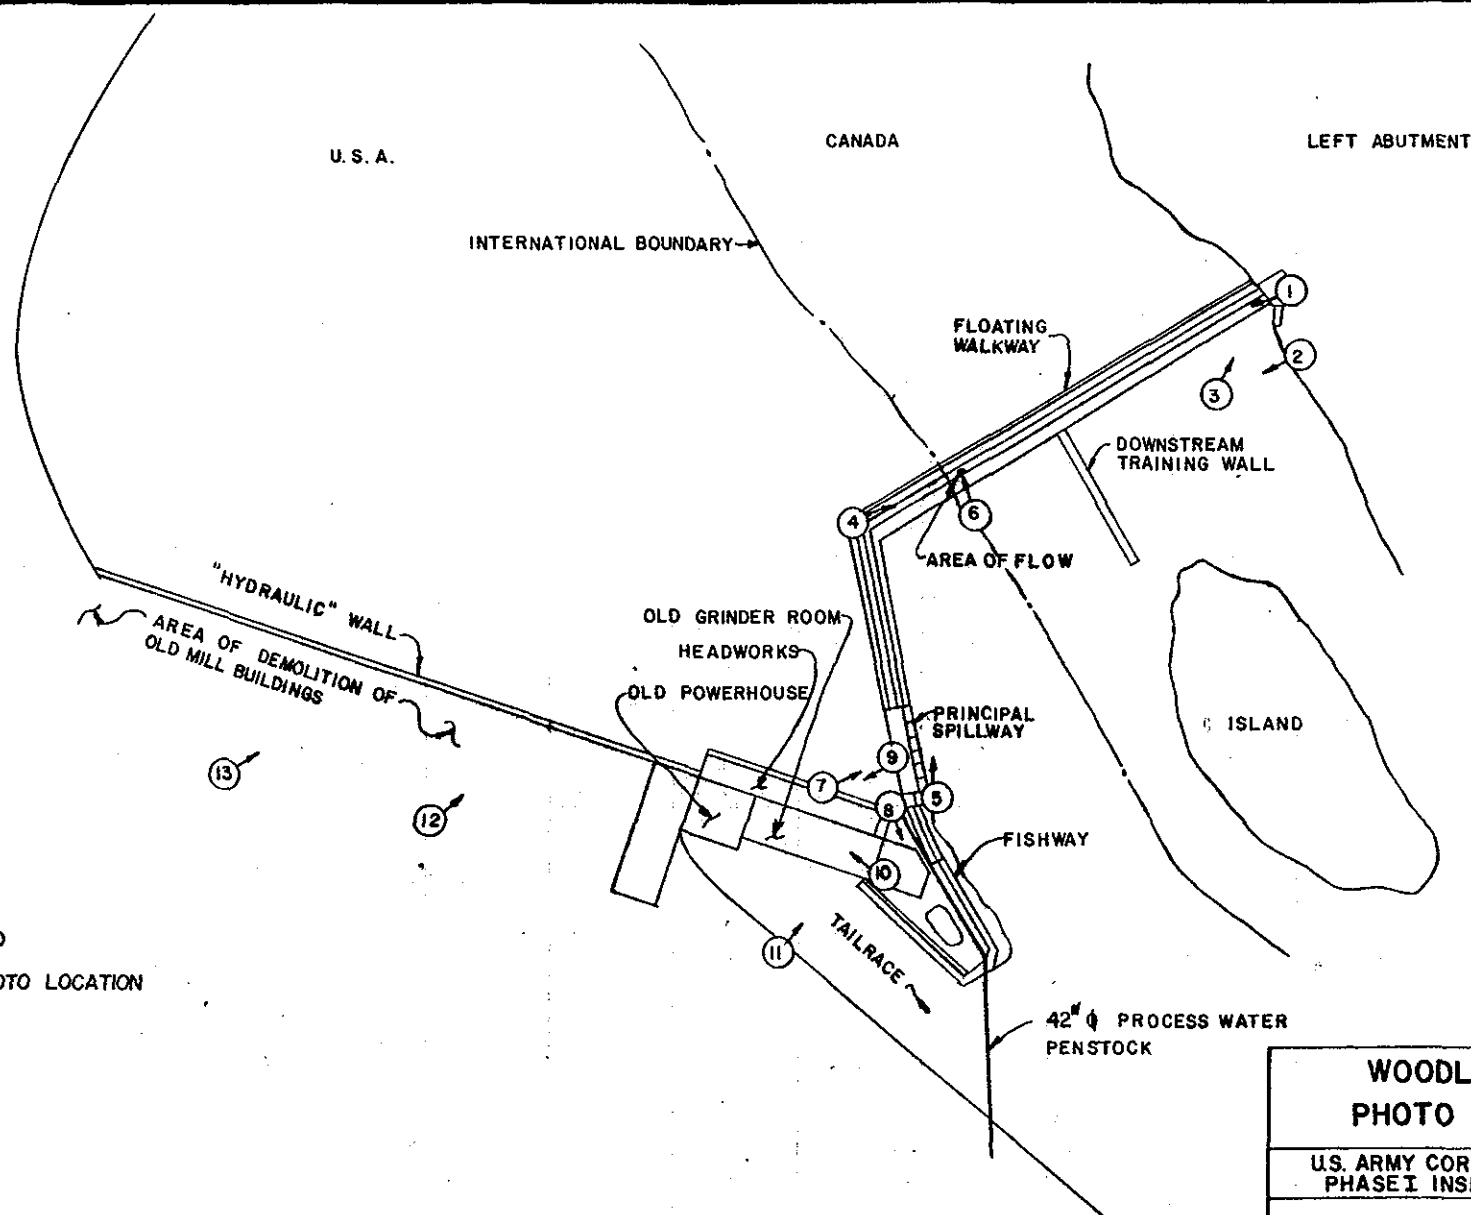 U.S.A.
CANADA
LEFT ABUTMENT
INTERNATIONAL BOUNDARY
1
FLOATING
WALKWAY
2
3
DOWNSTREAM
TRAINING WALL
4
6
AREA OF FLOW
"HYDRAULIC" WALL
AREA OF DEMOLITION OF
OLD MILL BUILDINGS
OLD GRINDER ROOM
HEADWORKS
OLD POWERHOUSE
PRINCIPAL
SPILLWAY
ISLAND
9
13
7
8
5
12
FISHWAY
10
TAILRACE
11
OTO LOCATION
42" ϕ PROCESS WATER
PENSTOCK
WOODL
PHOTO
U.S. ARMY COR
PHASE I INS